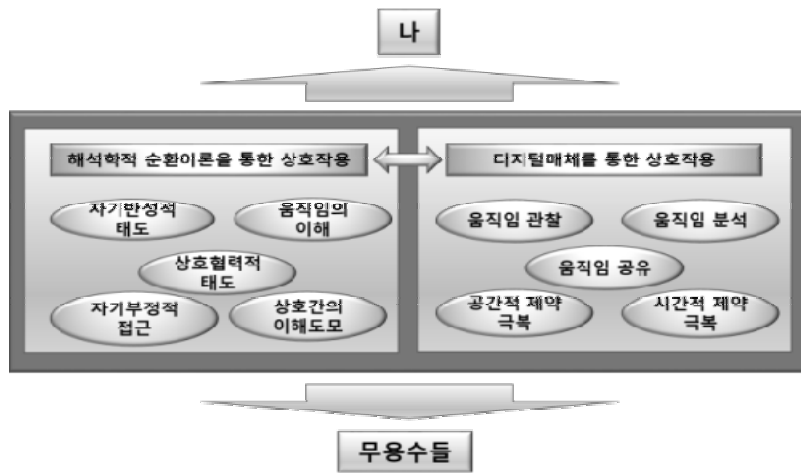 나
해석학적 순환이론을 통한 상호작용
디지털매체를 통한 상호작용
자기반성적
태도
움직임의
이해
상호협력적
태도
자기부정적
접근
상호간의
이해도모
움직임 관찰
움직임 분석
움직임 공유
공간적 제약
극복
시간적 제약
극복
무용수들